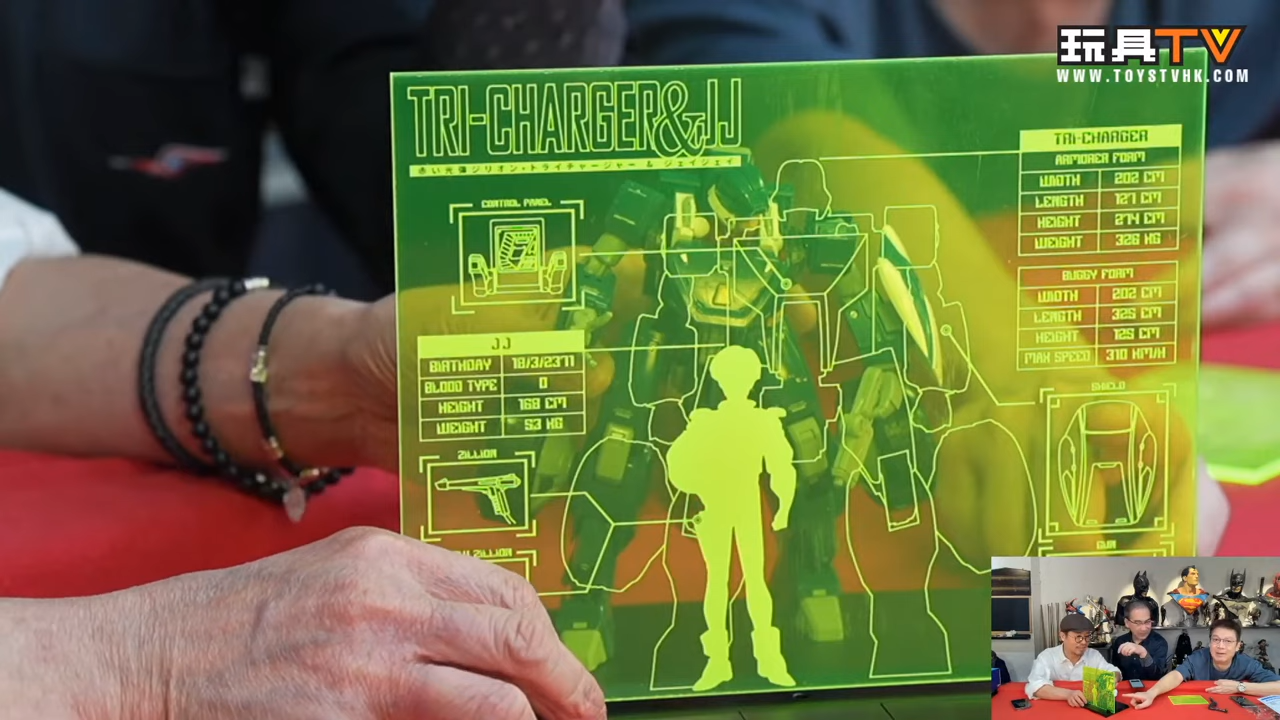 玩具TV
WWW.TOYSTVHK.COM
TRI-CHARGER&JJ
赤い光弾ジリオン・トライチャージャー & ジェイジェイ
CONTROL PANEL
TRI-CHARGER
ARMORER FORM
WIDTH 202 CM
LENGTH 127 CM
HEIGHT 274 CM
WEIGHT 326 KG
BUGGY FORM
WIDTH 202 CM
LENGTH 325 CM
HEIGHT 125 CM
MAX SPEED 310 KM/H
JJ
BIRTHDAY 18/3/2371
BLOOD TYPE O
HEIGHT 168 CM
WEIGHT 53 KG
SHIELD
ZILLION
ZILLION
GUN